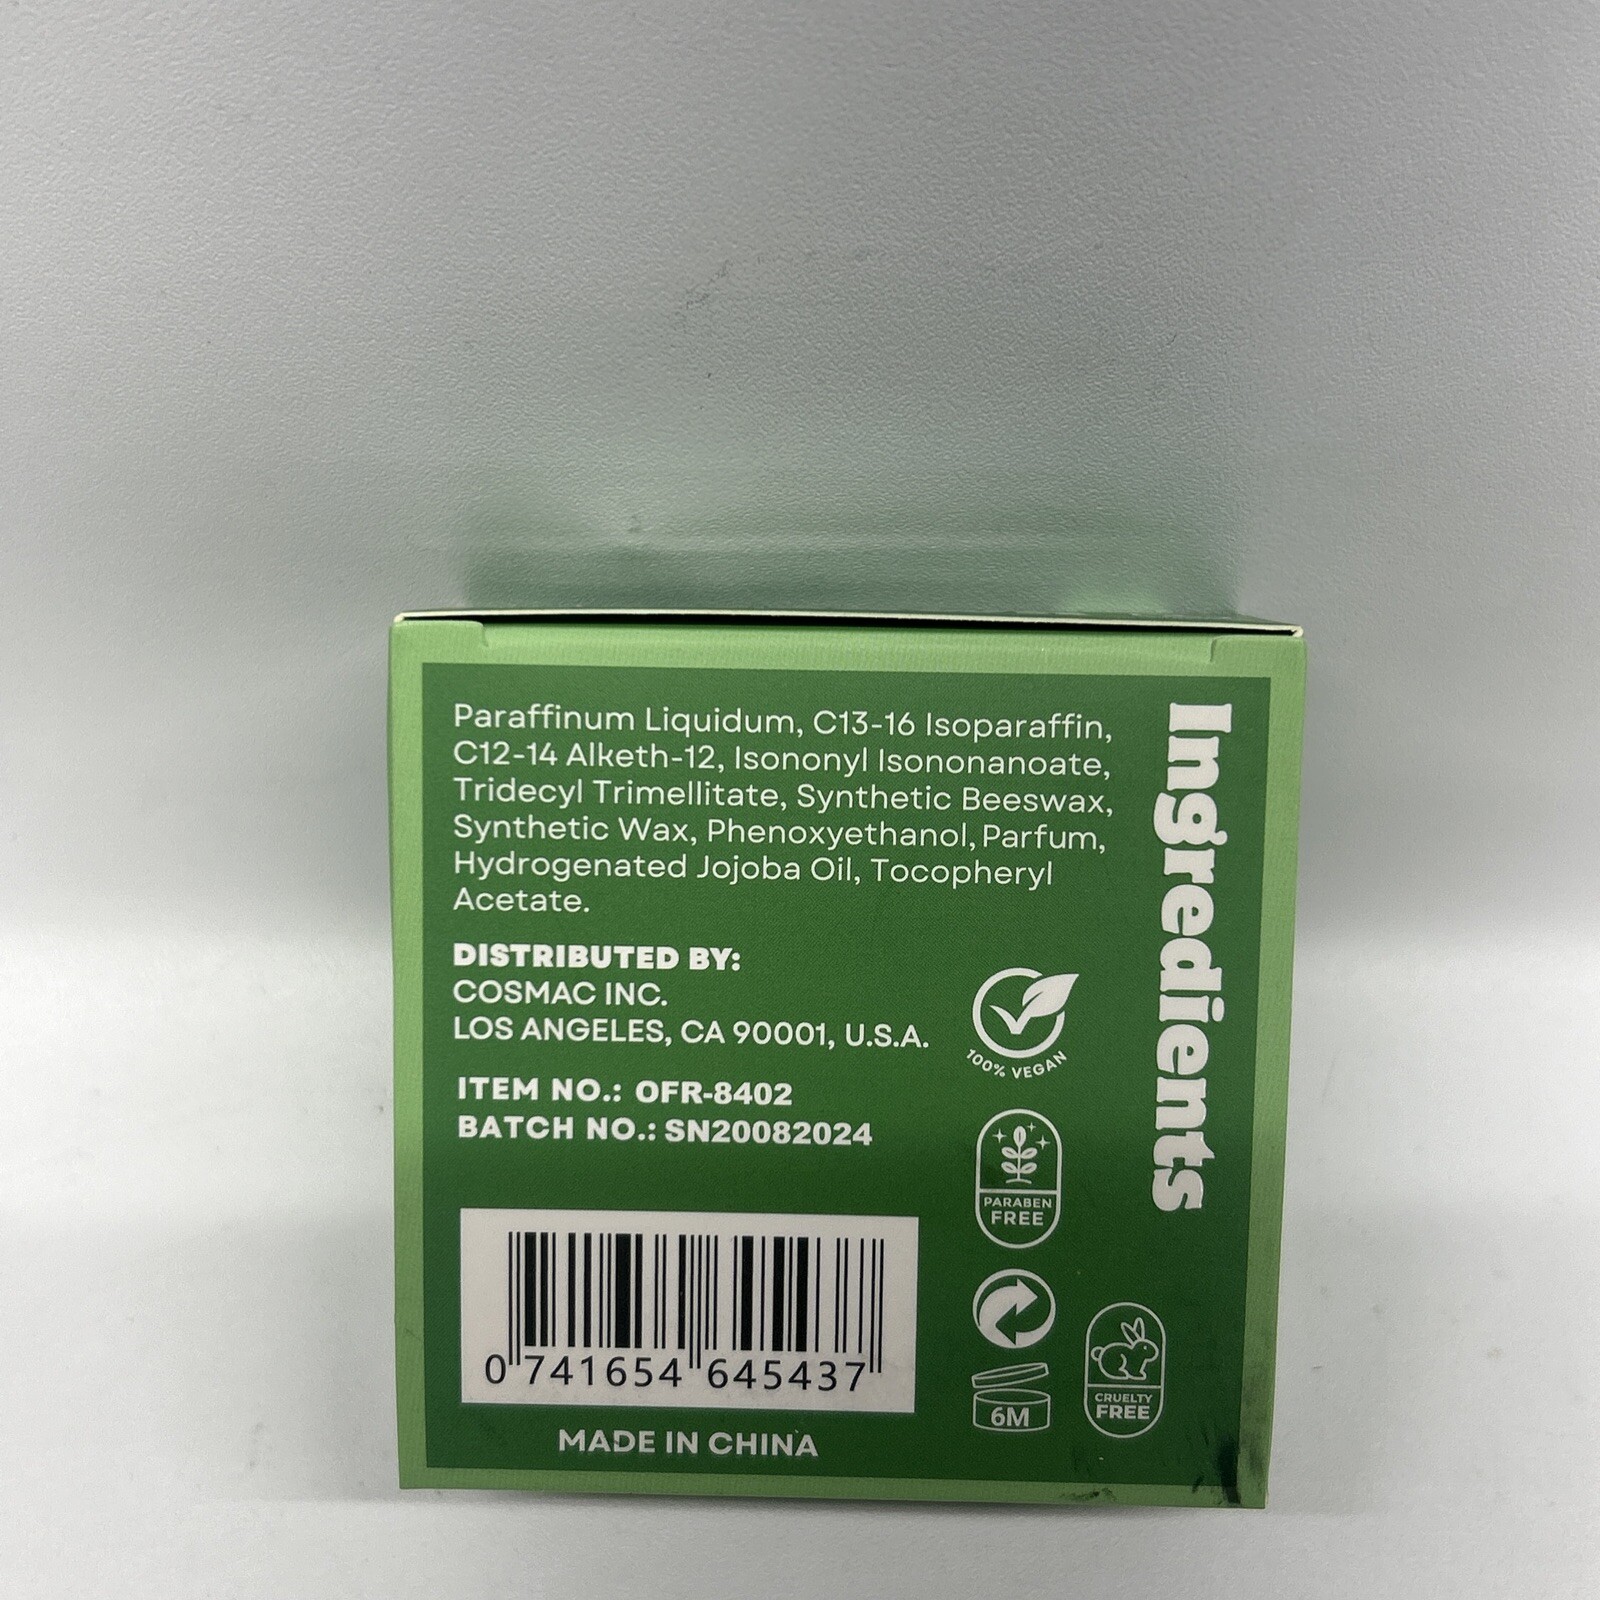 Ingredients
Paraffinum Liquidum, C13-16 Isoparaffin,
C12-14 Alketh-12, Isononyl Isononanoate,
Tridecyl Trimellitate, Synthetic Beeswax,
Synthetic Wax, Phenoxyethanol, Parfum,
Hydrogenated Jojoba Oil, Tocopheryl
Acetate.
DISTRIBUTED BY:
COSMAC INC.
LOS ANGELES, CA 90001, U.S.A.
ITEM NO.: OFR-8402
BATCH NO.: SN20082024
100% VEGAN
PARABEN
FREE
6M
CRUELTY
FREE
0 741654 645437
MADE IN CHINA